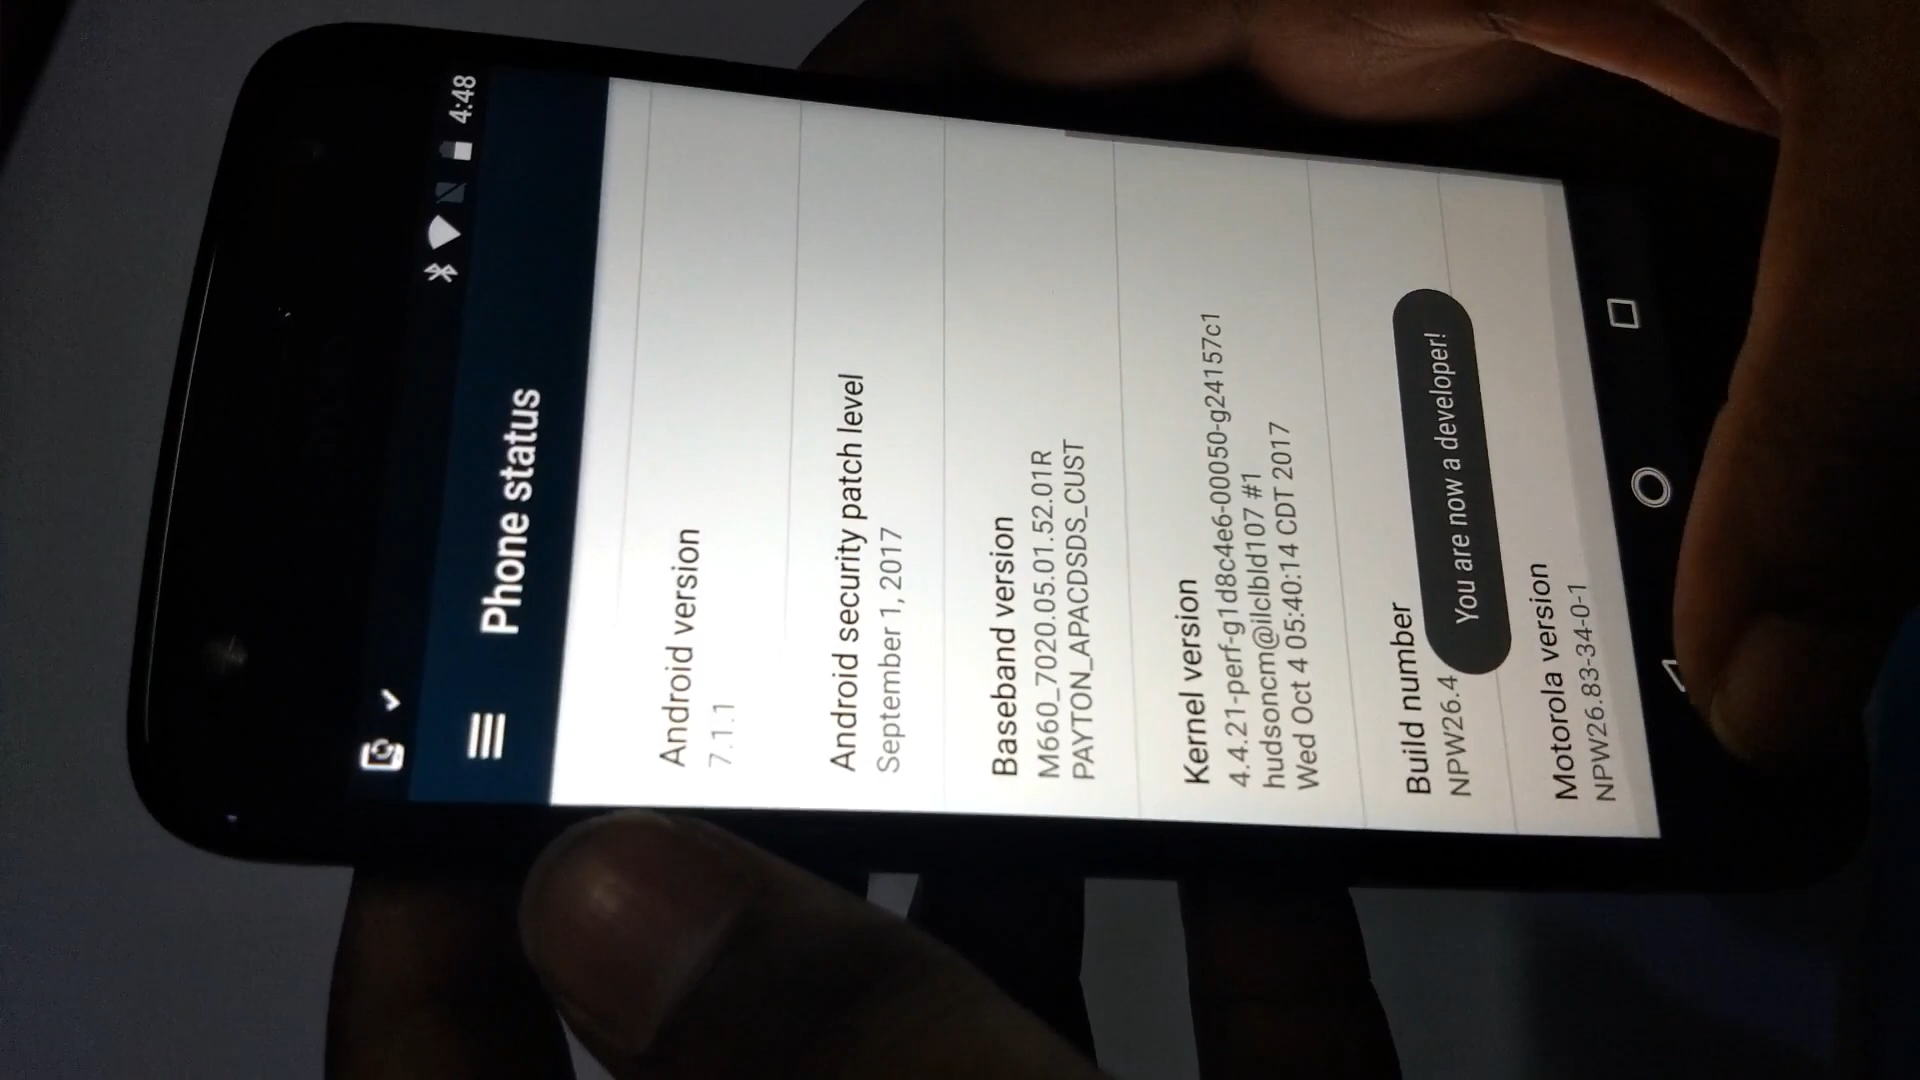 4:48
Phone status
Android version
7.1.1
Android security patch level
September 1, 2017
Baseband version
M660_7020.05.01.52.01R
PAYTON_APACDSDS_CUST
Kernel version
4.4.21-perf-g1d8c4e6-00050-g24157c1
hudsoncm@ilclbld107 #1
Wed Oct 4 05:40:14 CDT 2017
Build number
NPW26.4
You are now a developer!
Motorola version
NPW26.83-34-0-1